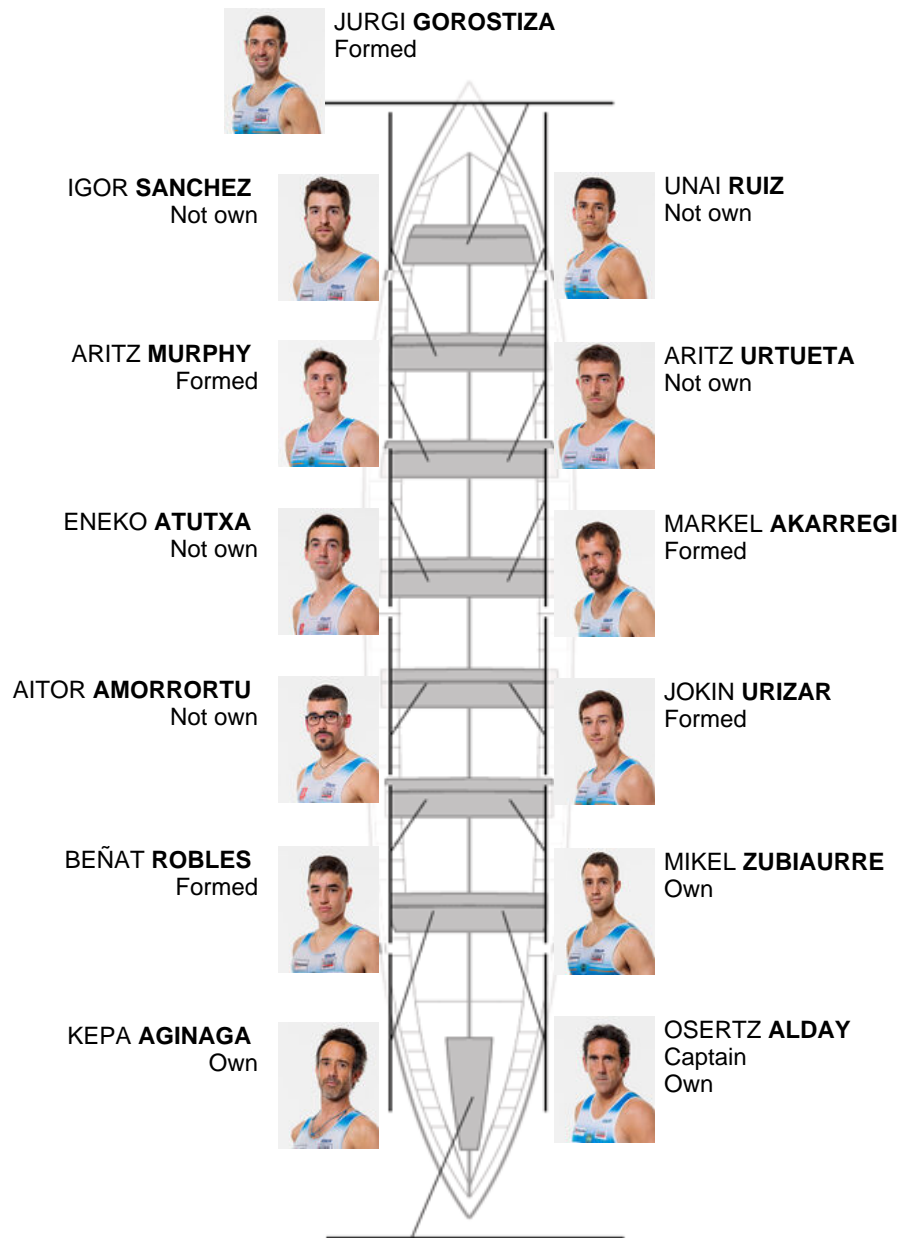 JURGI GOROSTIZA
Formed
IGOR SANCHEZ
Not own
UNAI RUIZ
Not own
ARITZ MURPHY
Formed
ARITZ URTUETA
Not own
ENEKO ATUTXA
Not own
MARKEL AKARREGI
Formed
AITOR AMORRORTU
Not own
JOKIN URIZAR
Formed
BEÑAT ROBLES
Formed
MIKEL ZUBIAURRE
Own
KEPA AGINAGA
Own
OSERTZ ALDAY
Captain
Own